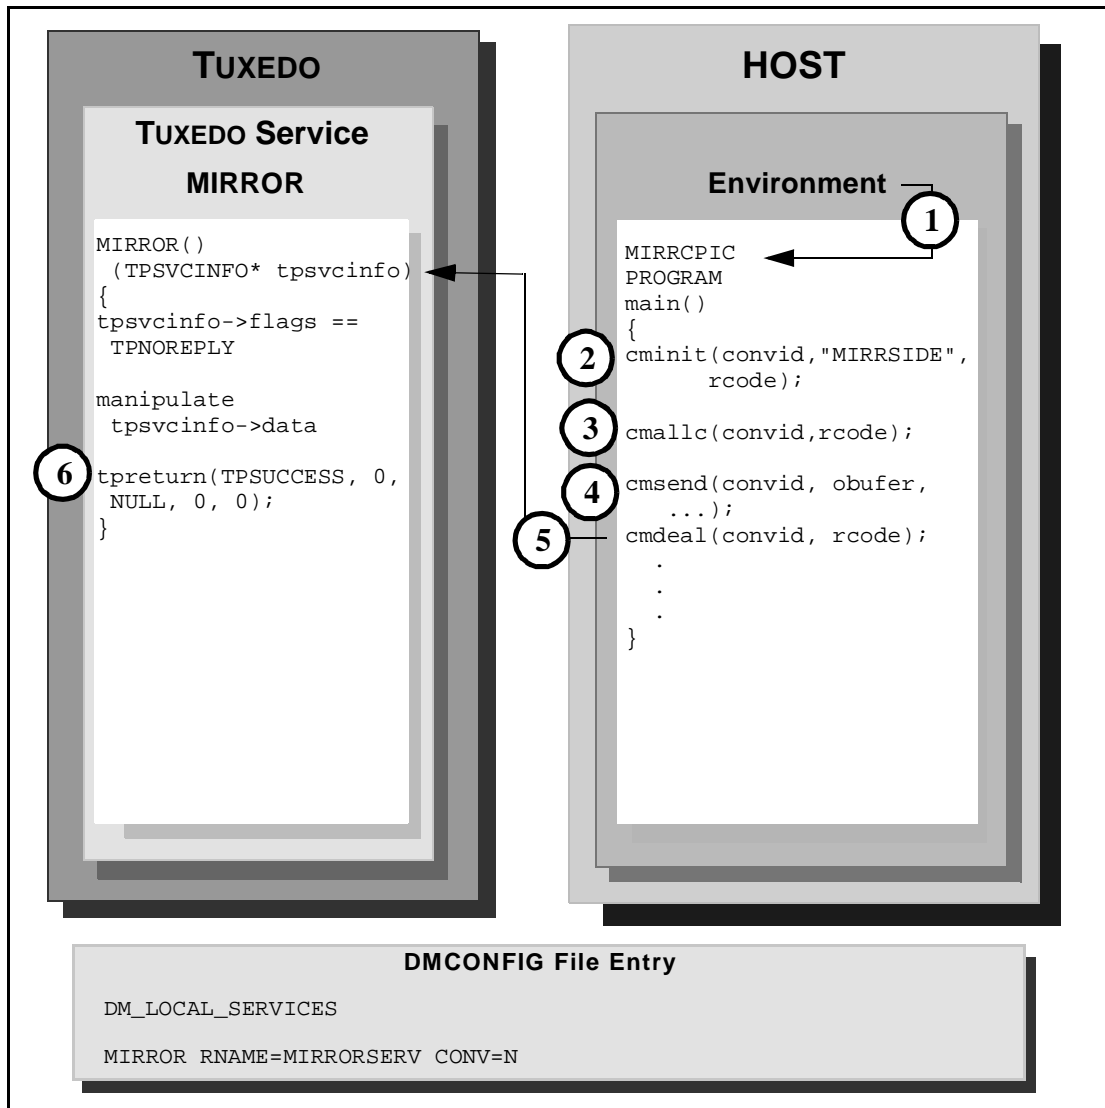 TUXEDO
TUXEDO Service
MIRROR
MIRROR()
(TPSVCINFO* tpsvcinfo)
{
tpsvcinfo->flags ==
TPNOREPLY
manipulate
tpsvcinfo->data
6
tpreturn(TPSUCCESS, 0,
NULL, 0, 0);
}
HOST
Environment
1
MIRRCPIC
PROGRAM
main()
{
2
cminit(convid,"MIRRSIDE",
rcode);
3
cmallc(convid,rcode);
4
cmsend(convid, obufer,
...);
5
cmdeal(convid, rcode);
.
.
.
}
DMCONFIG File Entry
DM_LOCAL_SERVICES
MIRROR RNAME=MIRRORSERV CONV=N